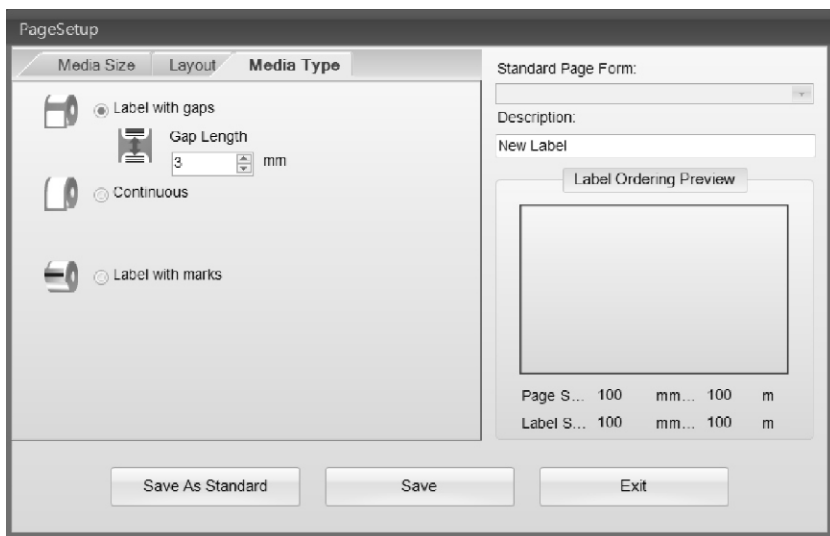 PageSetup
Media Size Layout Media Type
Label with gaps
Gap Length
3 mm
Continuous
Label with marks
Standard Page Form:
Description:
New Label
Label Ordering Preview
Page S... 100 mm... 100 m
Label S... 100 mm... 100 m
Save As Standard Save Exit